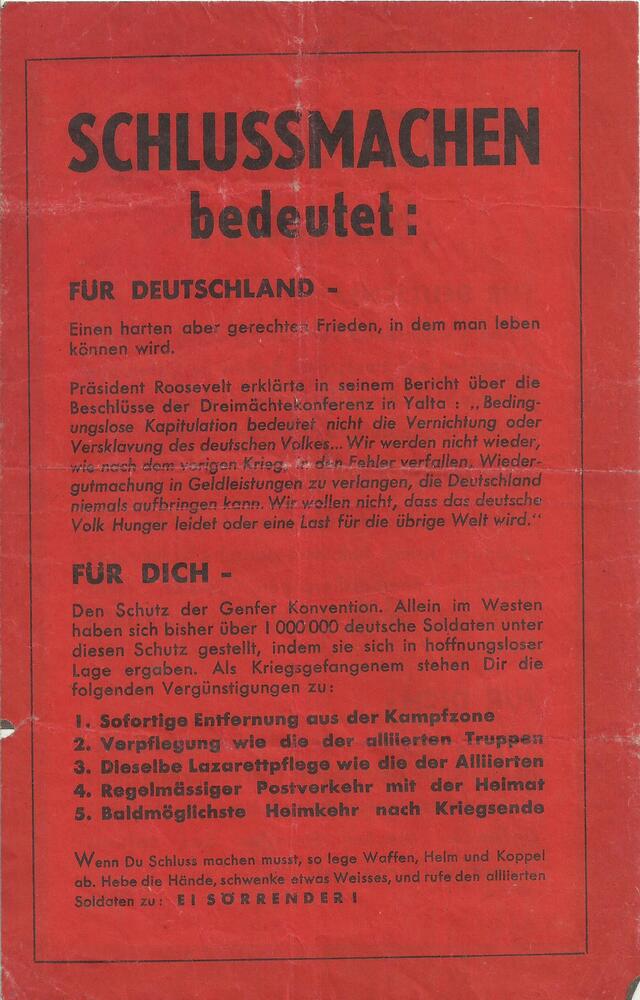 SCHLUSSMACHEN
bedeutet:
FÜR DEUTSCHLAND -
Einen harten aber gerechten Frieden, in dem man leben
können wird.
Präsident Roosevelt erklärte in seinem Bericht über die
Beschlüsse der Dreimächtekonferenz in Yalta : „Beding-
ungslose Kapitulation bedeutet nicht die Vernichtung oder
Versklavung des deutschen Volkes... Wir werden nicht wieder,
wie nach dem vorigen Krieg, in den Fehler verfallen, Wieder-
gutmachung in Geldleistungen zu verlangen, die Deutschland
niemals aufbringen kann. Wir wollen nicht, dass das deutsche
Volk Hunger leidet oder eine Last für die übrige Welt wird.“
FÜR DICH -
Den Schutz der Genfer Konvention. Allein im Westen
haben sich bisher über 1 000 000 deutsche Soldaten unter
diesen Schutz gestellt, indem sie sich in hoffnungsloser
Lage ergaben. Als Kriegsgefangenem stehen Dir die
folgenden Vergünstigungen zu:
1. Sofortige Entfernung aus der Kampfzone
2. Verpflegung wie die der alliierten Truppen
3. Dieselbe Lazarettpflege wie die der Alliierten
4. Regelmässiger Postverkehr mit der Heimat
5. Baldmöglichste Heimkehr nach Kriegsende
Wenn Du Schluss machen musst, so lege Waffen, Helm und Koppel
ab. Hebe die Hände, schwenke etwas Weisses, und rufe den alliierten
Soldaten zu: EI SÖRRENDER!